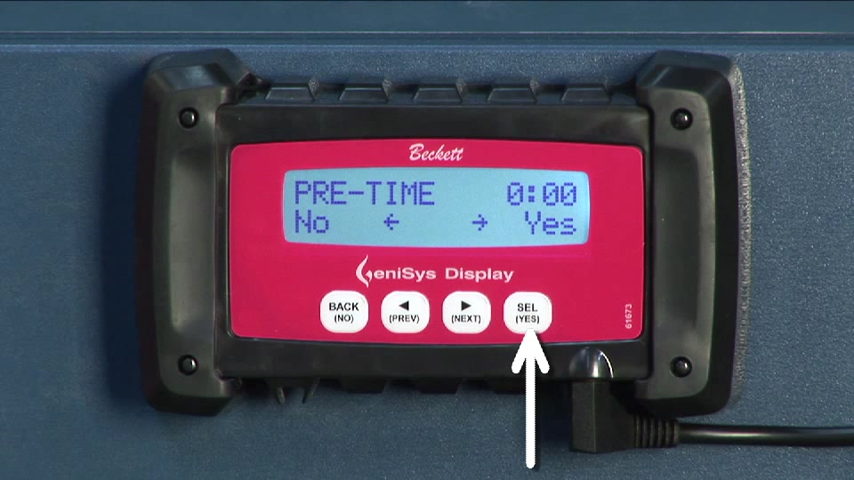 Beckett
PRE-TIME 0:00
No ← → Yes
GeniSys Display
BACK (NO) ◀ (PREV) ▶ (NEXT) SEL (YES)
61673